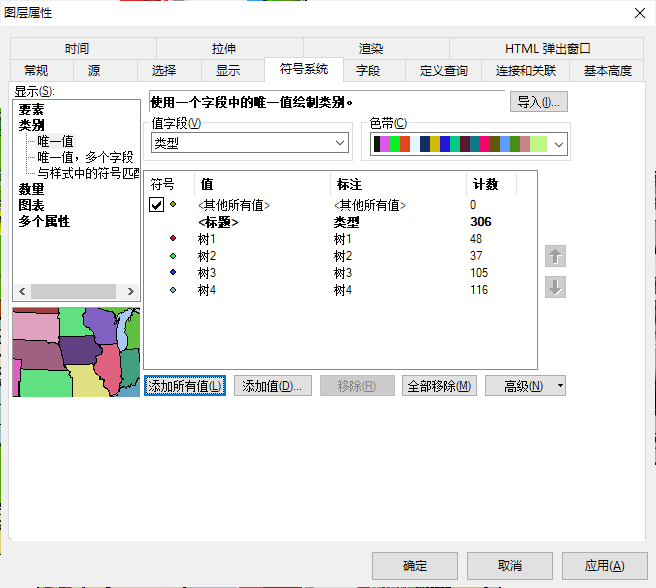 图层属性
时间 拉伸 渲染 HTML 弹出窗口
常规 源 选择 显示 符号系统 字段 定义查询 连接和关联 基本高度
显示(S):
要素
类别
唯一值
唯一值，多个字段
与样式中的符号匹配
数量
图表
多个属性
使用一个字段中的唯一值绘制类别。
导入(I)...
值字段(V)
类型
色带(C)
符号 值 标注 计数
<其他所有值> <其他所有值> 0
<标题> 类型 306
树1 树1 48
树2 树2 37
树3 树3 105
树4 树4 116
添加所有值(L) 添加值(D)... 移除(R) 全部移除(M) 高级(N)
确定 取消 应用(A)